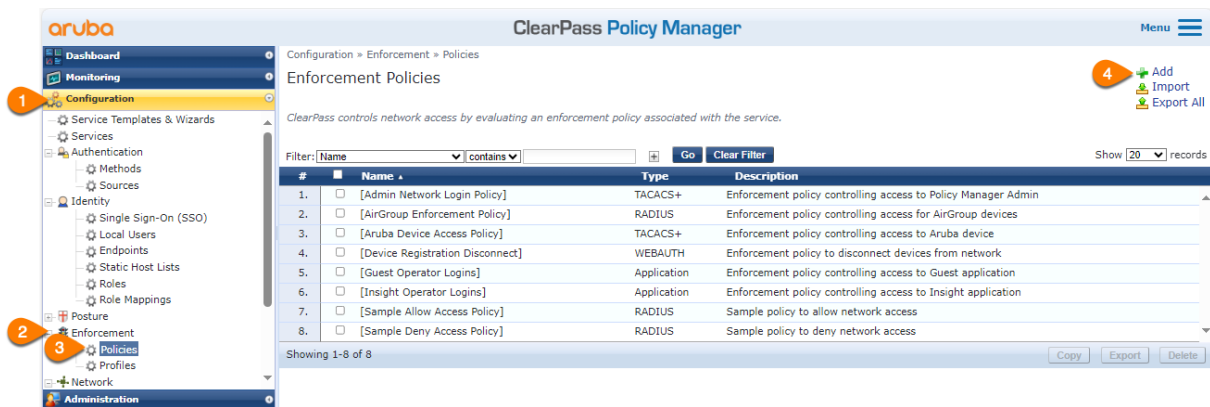 aruba
ClearPass Policy Manager
Menu
Dashboard
Monitoring
1
Configuration
Service Templates & Wizards
Services
Authentication
Methods
Sources
Identity
Single Sign-On (SSO)
Local Users
Endpoints
Static Host Lists
Roles
Role Mappings
Posture
2
Enforcement
3
Policies
Profiles
Network
Administration
Configuration » Enforcement » Policies
Enforcement Policies
4
Add
Import
Export All
ClearPass controls network access by evaluating an enforcement policy associated with the service.
Filter: Name contains Go Clear Filter Show 20 records
# Name Type Description
1. [Admin Network Login Policy] TACACS+ Enforcement policy controlling access to Policy Manager Admin
2. [AirGroup Enforcement Policy] RADIUS Enforcement policy controlling access for AirGroup devices
3. [Aruba Device Access Policy] TACACS+ Enforcement policy controlling access to Aruba device
4. [Device Registration Disconnect] WEBAUTH Enforcement policy to disconnect devices from network
5. [Guest Operator Logins] Application Enforcement policy controlling access to Guest application
6. [Insight Operator Logins] Application Enforcement policy controlling access to Insight application
7. [Sample Allow Access Policy] RADIUS Sample policy to allow network access
8. [Sample Deny Access Policy] RADIUS Sample policy to deny network access
Showing 1-8 of 8 Copy Export Delete